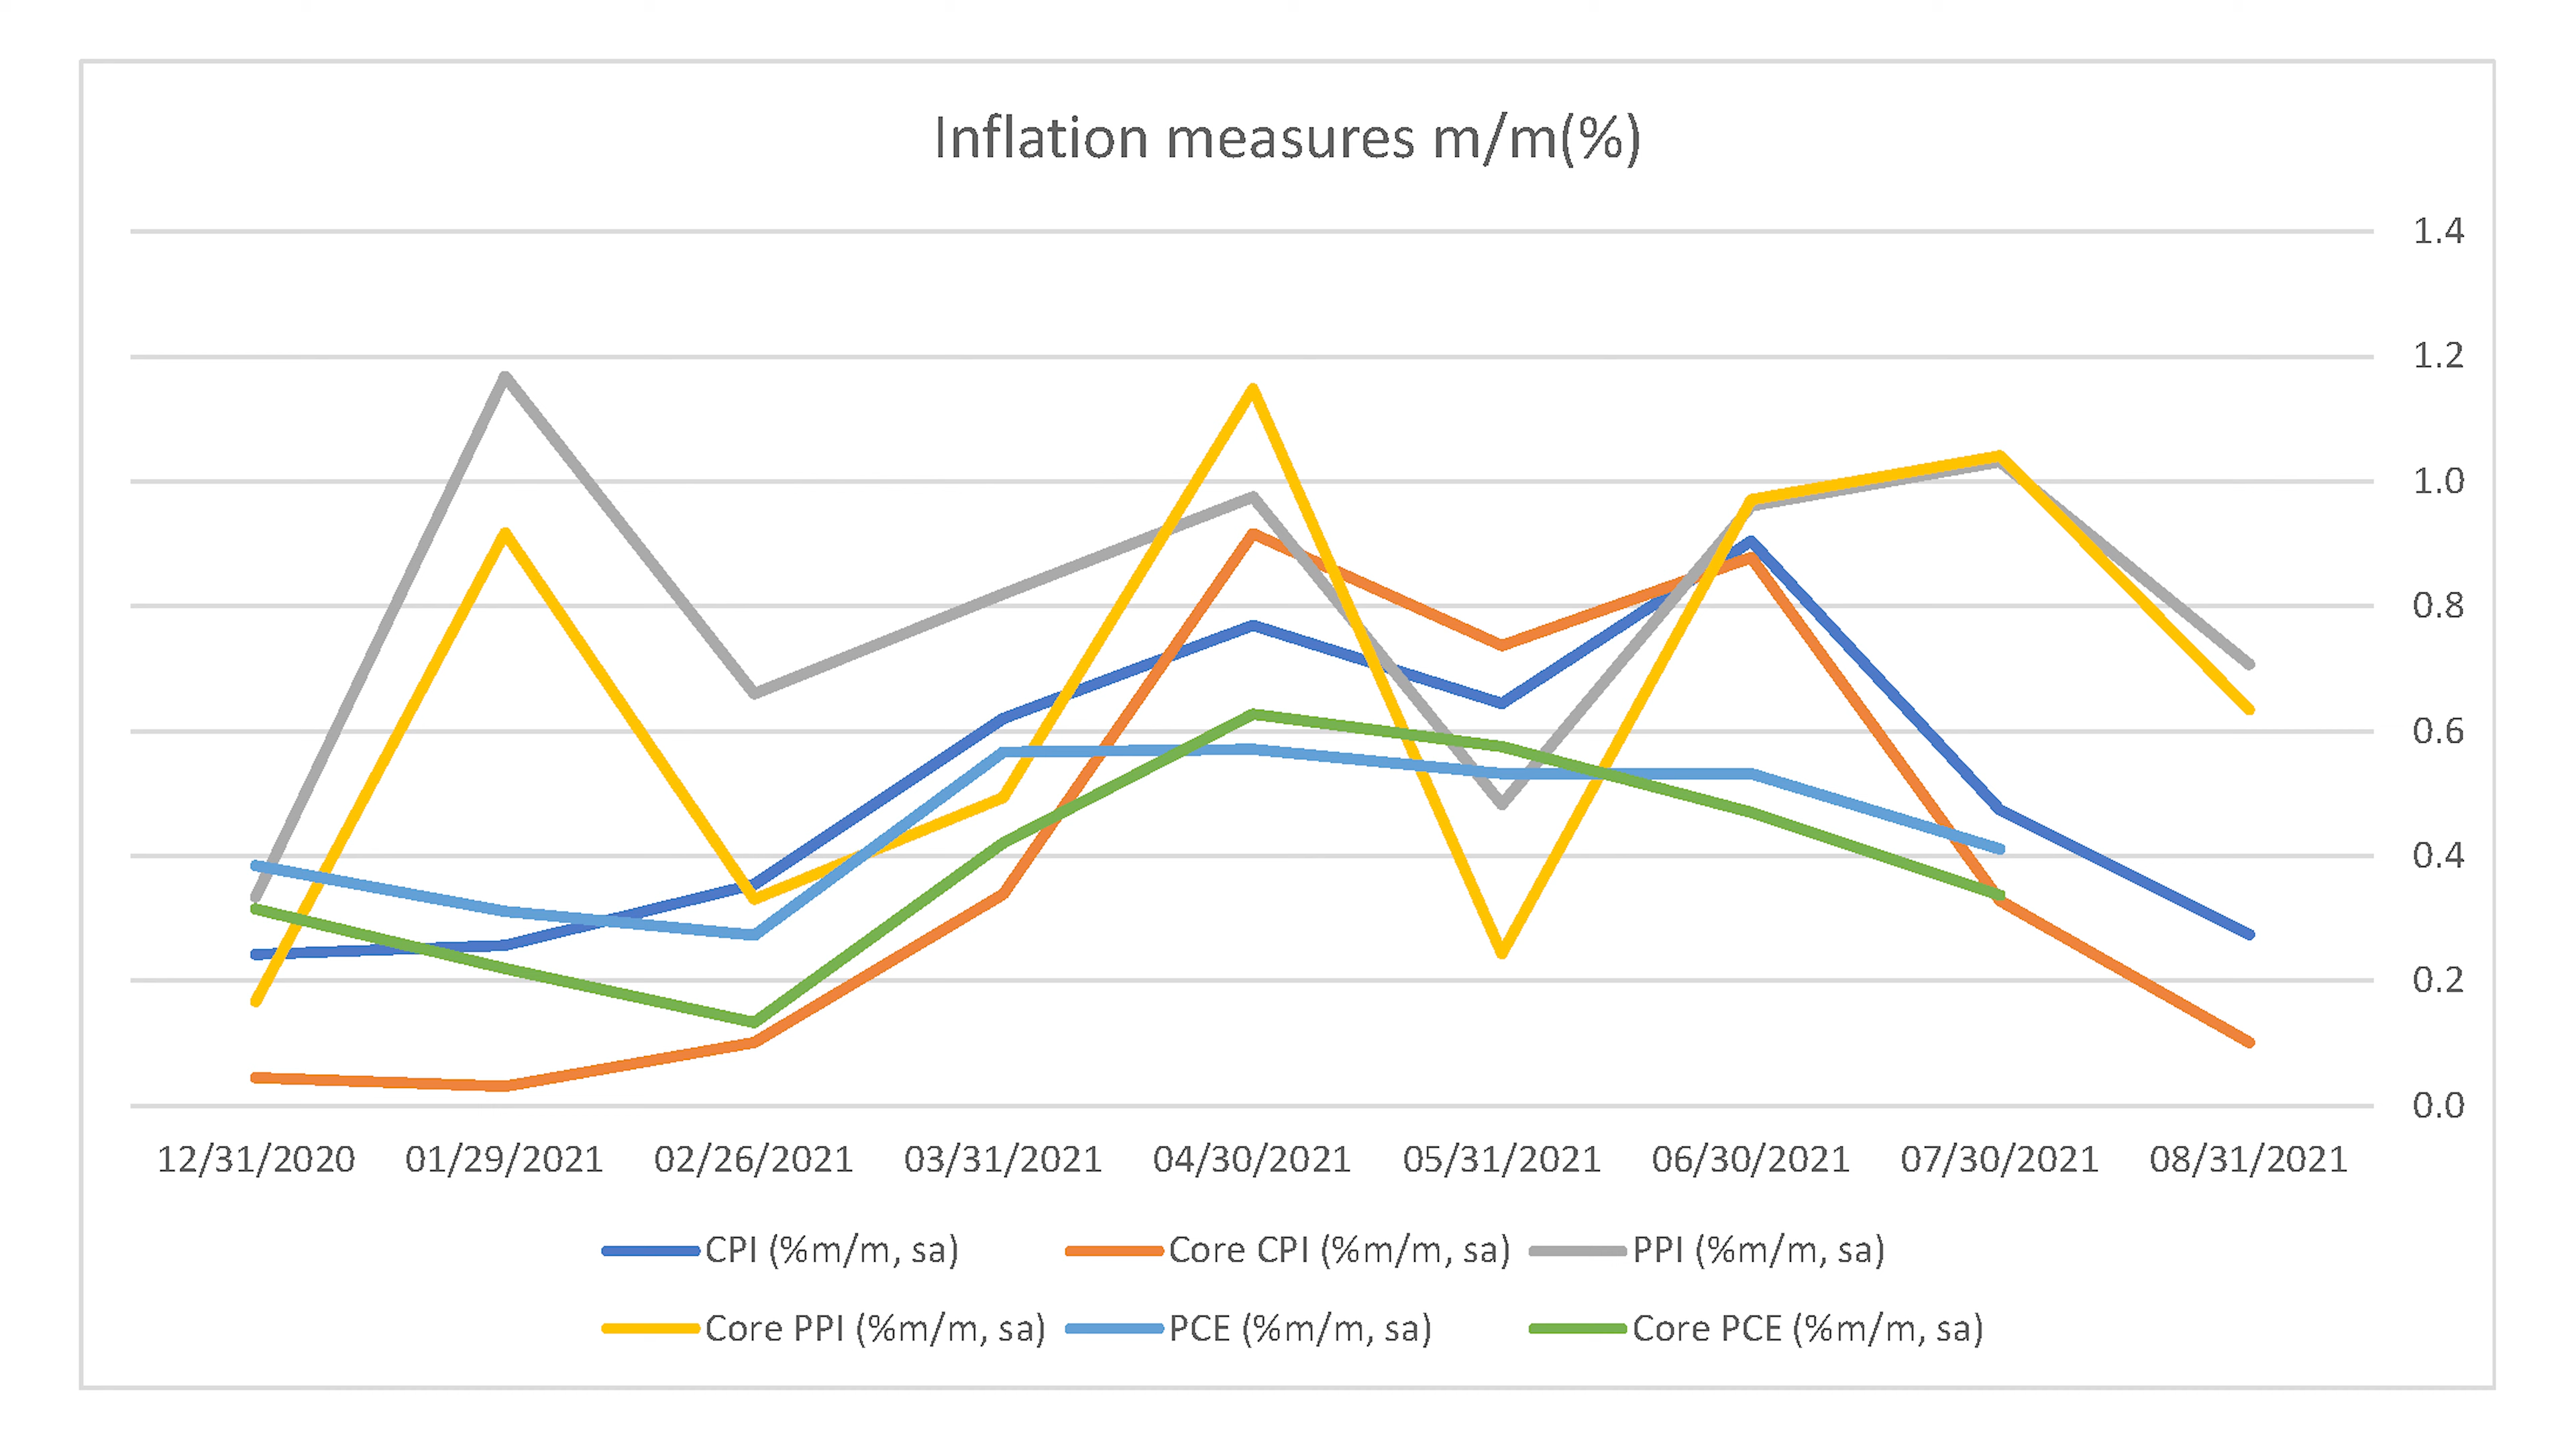 Inflation measures m/m(%)
1.4
1.2
1.0
0.8
0.6
0.4
0.2
0.0
12/31/2020 01/29/2021 02/26/2021 03/31/2021 04/30/2021 05/31/2021 06/30/2021 07/30/2021 08/31/2021
CPI (%m/m, sa) Core CPI (%m/m, sa) PPI (%m/m, sa)
Core PPI (%m/m, sa) PCE (%m/m, sa) Core PCE (%m/m, sa)